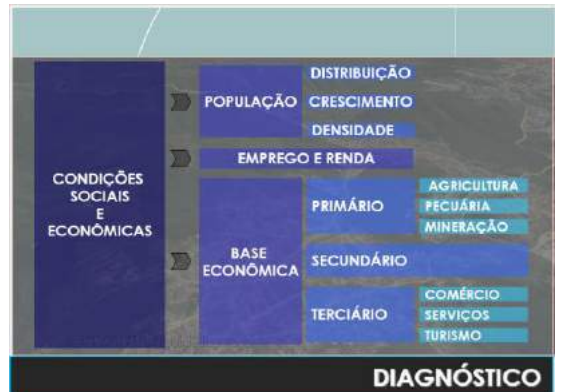 CONDIÇÕES
SOCIAIS
E
ECONÔMICAS
POPULAÇÃO
DISTRIBUIÇÃO
CRESCIMENTO
DENSIDADE
EMPREGO E RENDA
BASE
ECONÔMICA
PRIMÁRIO
AGRICULTURA
PECUÁRIA
MINERAÇÃO
SECUNDÁRIO
TERCIÁRIO
COMÉRCIO
SERVIÇOS
TURISMO
DIAGNÓSTICO